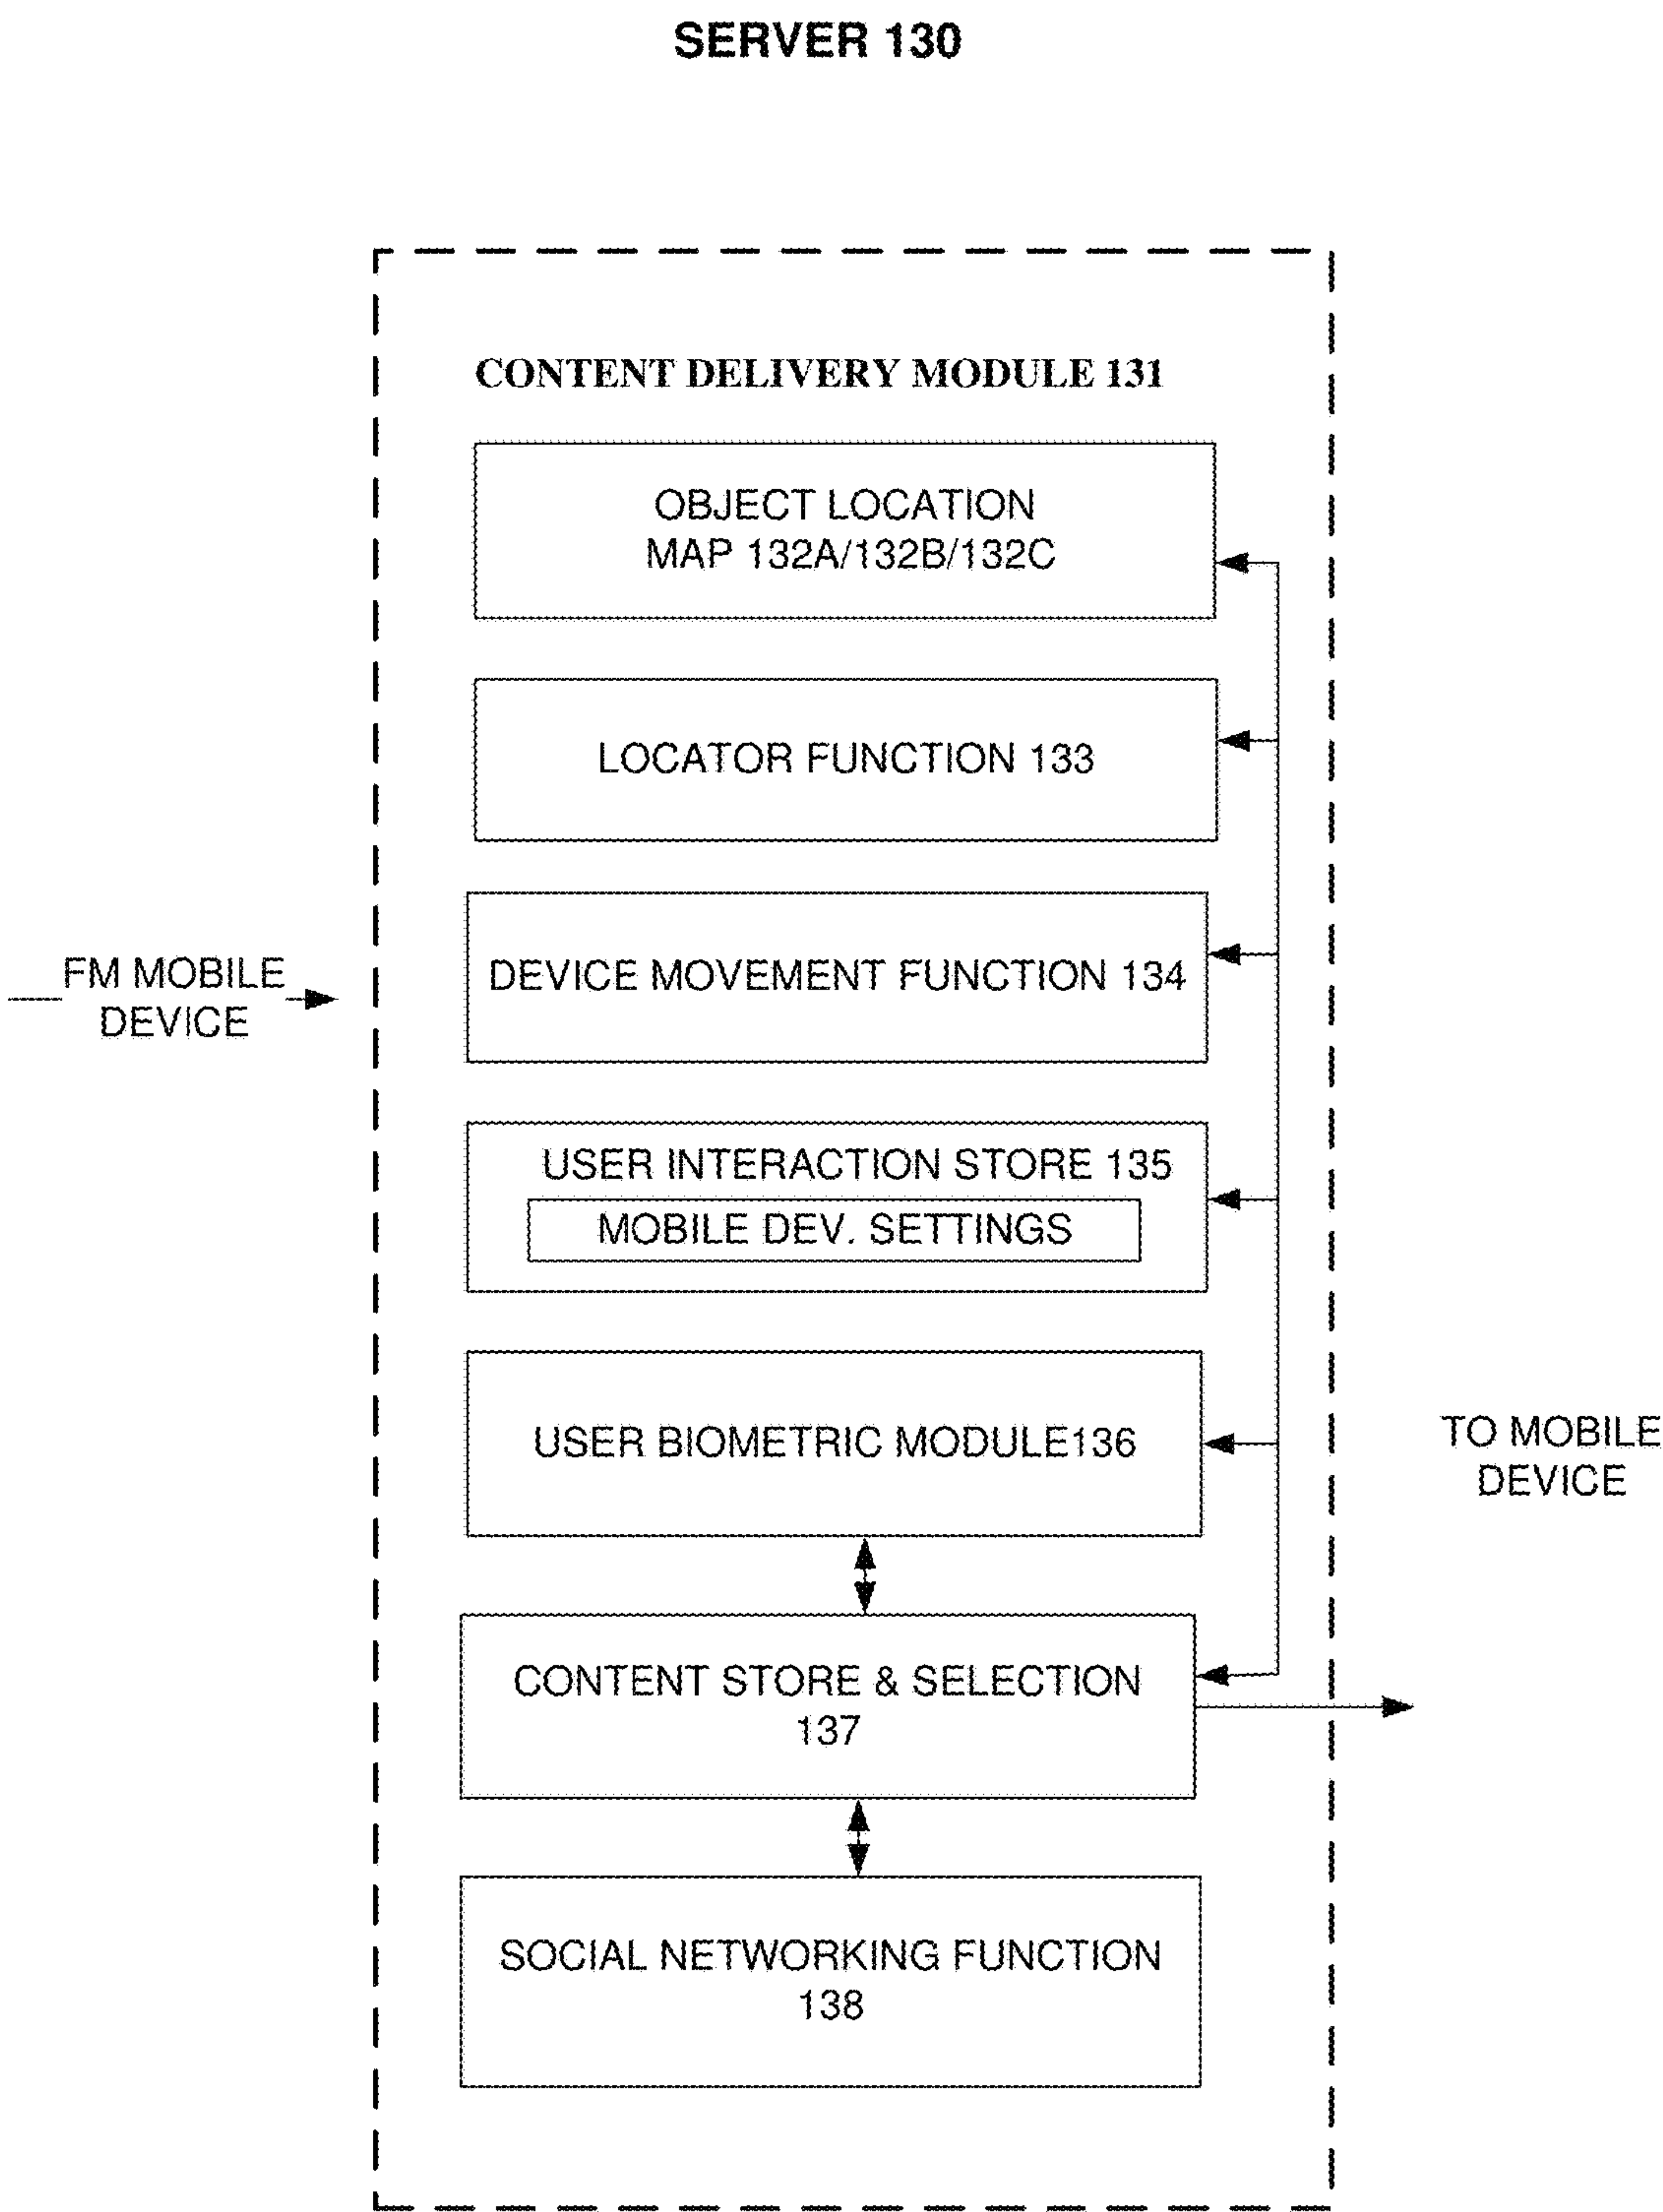 SERVER 130
CONTENT DELIVERY MODULE 131
OBJECT LOCATION
MAP 132A/132B/132C
LOCATOR FUNCTION 133
FM MOBILE
DEVICE
DEVICE MOVEMENT FUNCTION 134
USER INTERACTION STORE 135
MOBILE DEV. SETTINGS
USER BIOMETRIC MODULE136
TO MOBILE
DEVICE
CONTENT STORE & SELECTION
137
SOCIAL NETWORKING FUNCTION
138